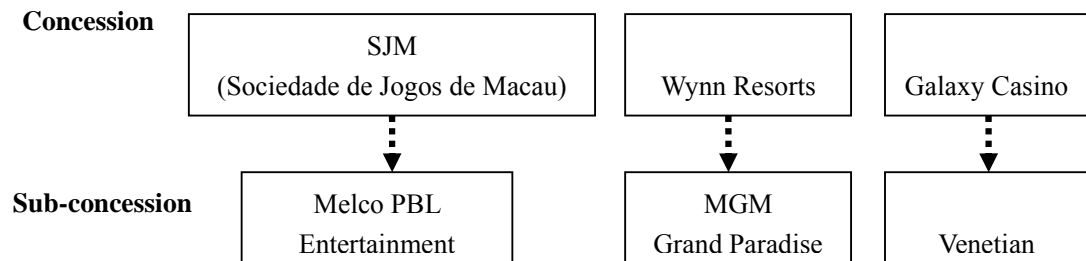 Concession
SJM
(Sociedade de Jogos de Macau)
Wynn Resorts
Galaxy Casino
Sub-concession
Melco PBL
Entertainment
MGM
Grand Paradise
Venetian